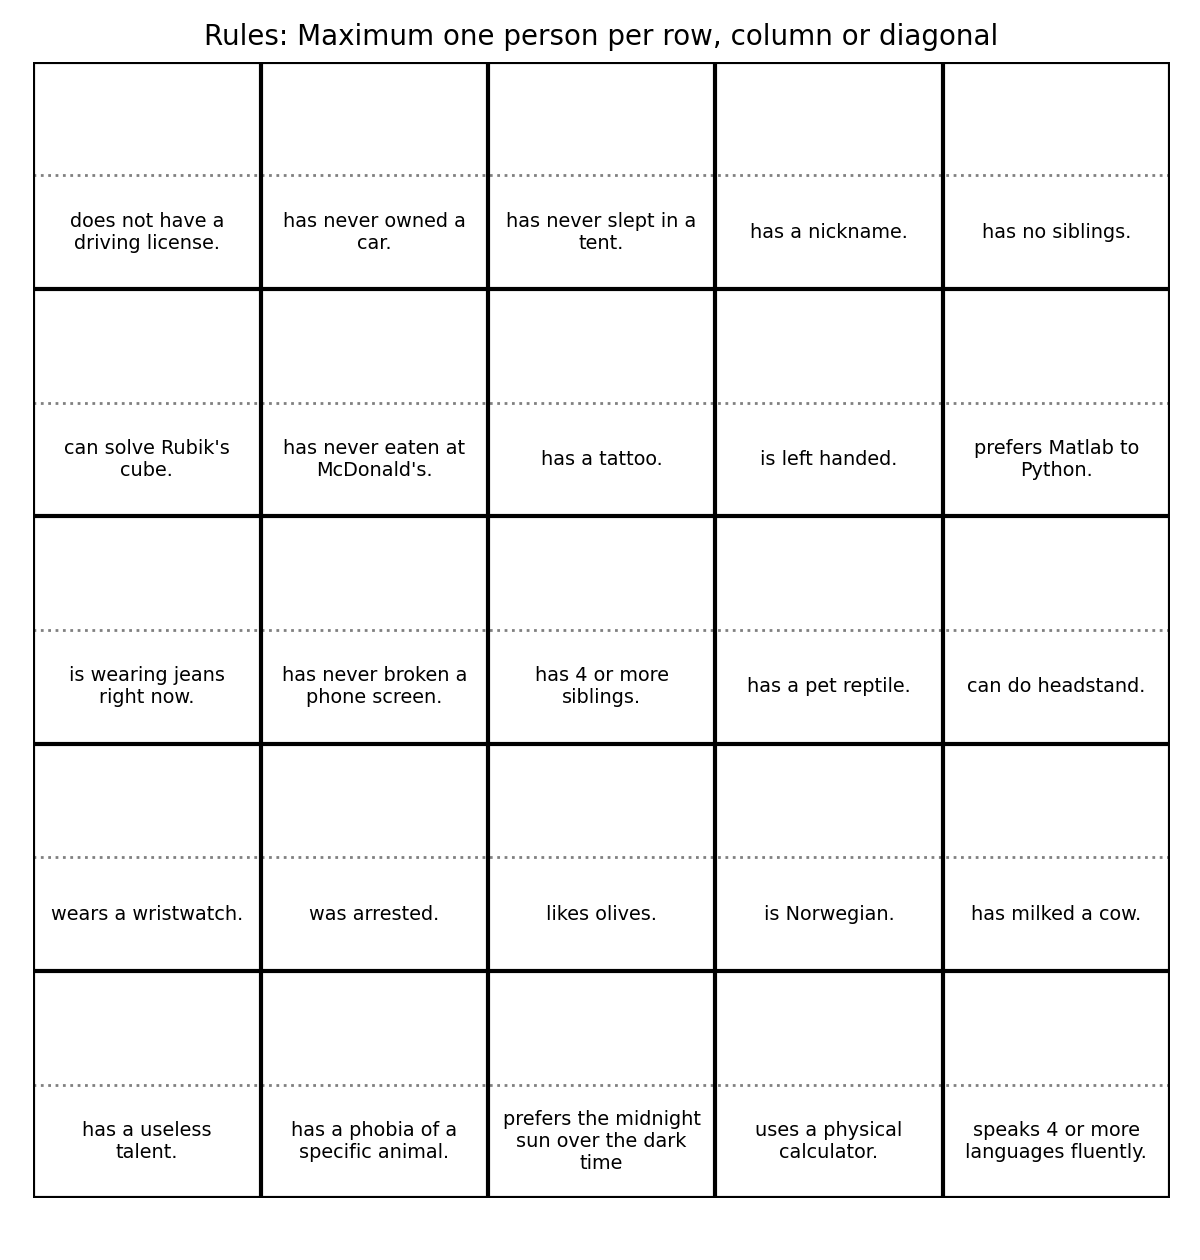 Rules: Maximum one person per row, column or diagonal
does not have a
driving license.
has never owned a
car.
has never slept in a
tent.
has a nickname.
has no siblings.
can solve Rubik's
cube.
has never eaten at
McDonald's.
has a tattoo.
is left handed.
prefers Matlab to
Python.
is wearing jeans
right now.
has never broken a
phone screen.
has 4 or more
siblings.
has a pet reptile.
can do headstand.
wears a wristwatch.
was arrested.
likes olives.
is Norwegian.
has milked a cow.
has a useless
talent.
has a phobia of a
specific animal.
prefers the midnight
sun over the dark
time
uses a physical
calculator.
speaks 4 or more
languages fluently.